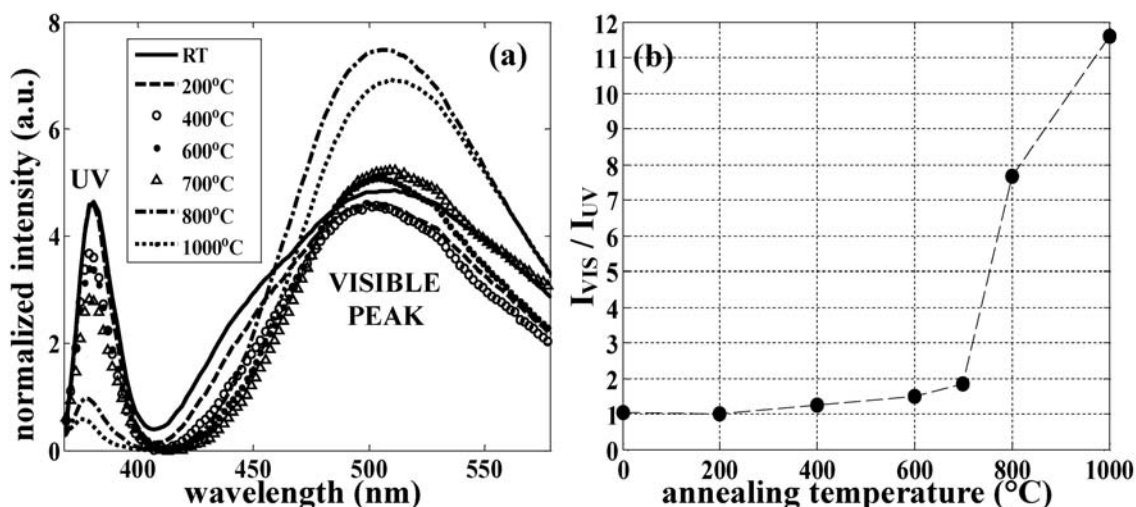 (a)
RT
200°C
400°C
600°C
700°C
800°C
1000°C
UV
VISIBLE
PEAK
normalized intensity (a.u.)
8
6
4
2
0
400
450
500
550
wavelength (nm)
(b)
I_VIS / I_UV
12
11
10
9
8
7
6
5
4
3
2
1
0
0
200
400
600
800
1000
annealing temperature (°C)